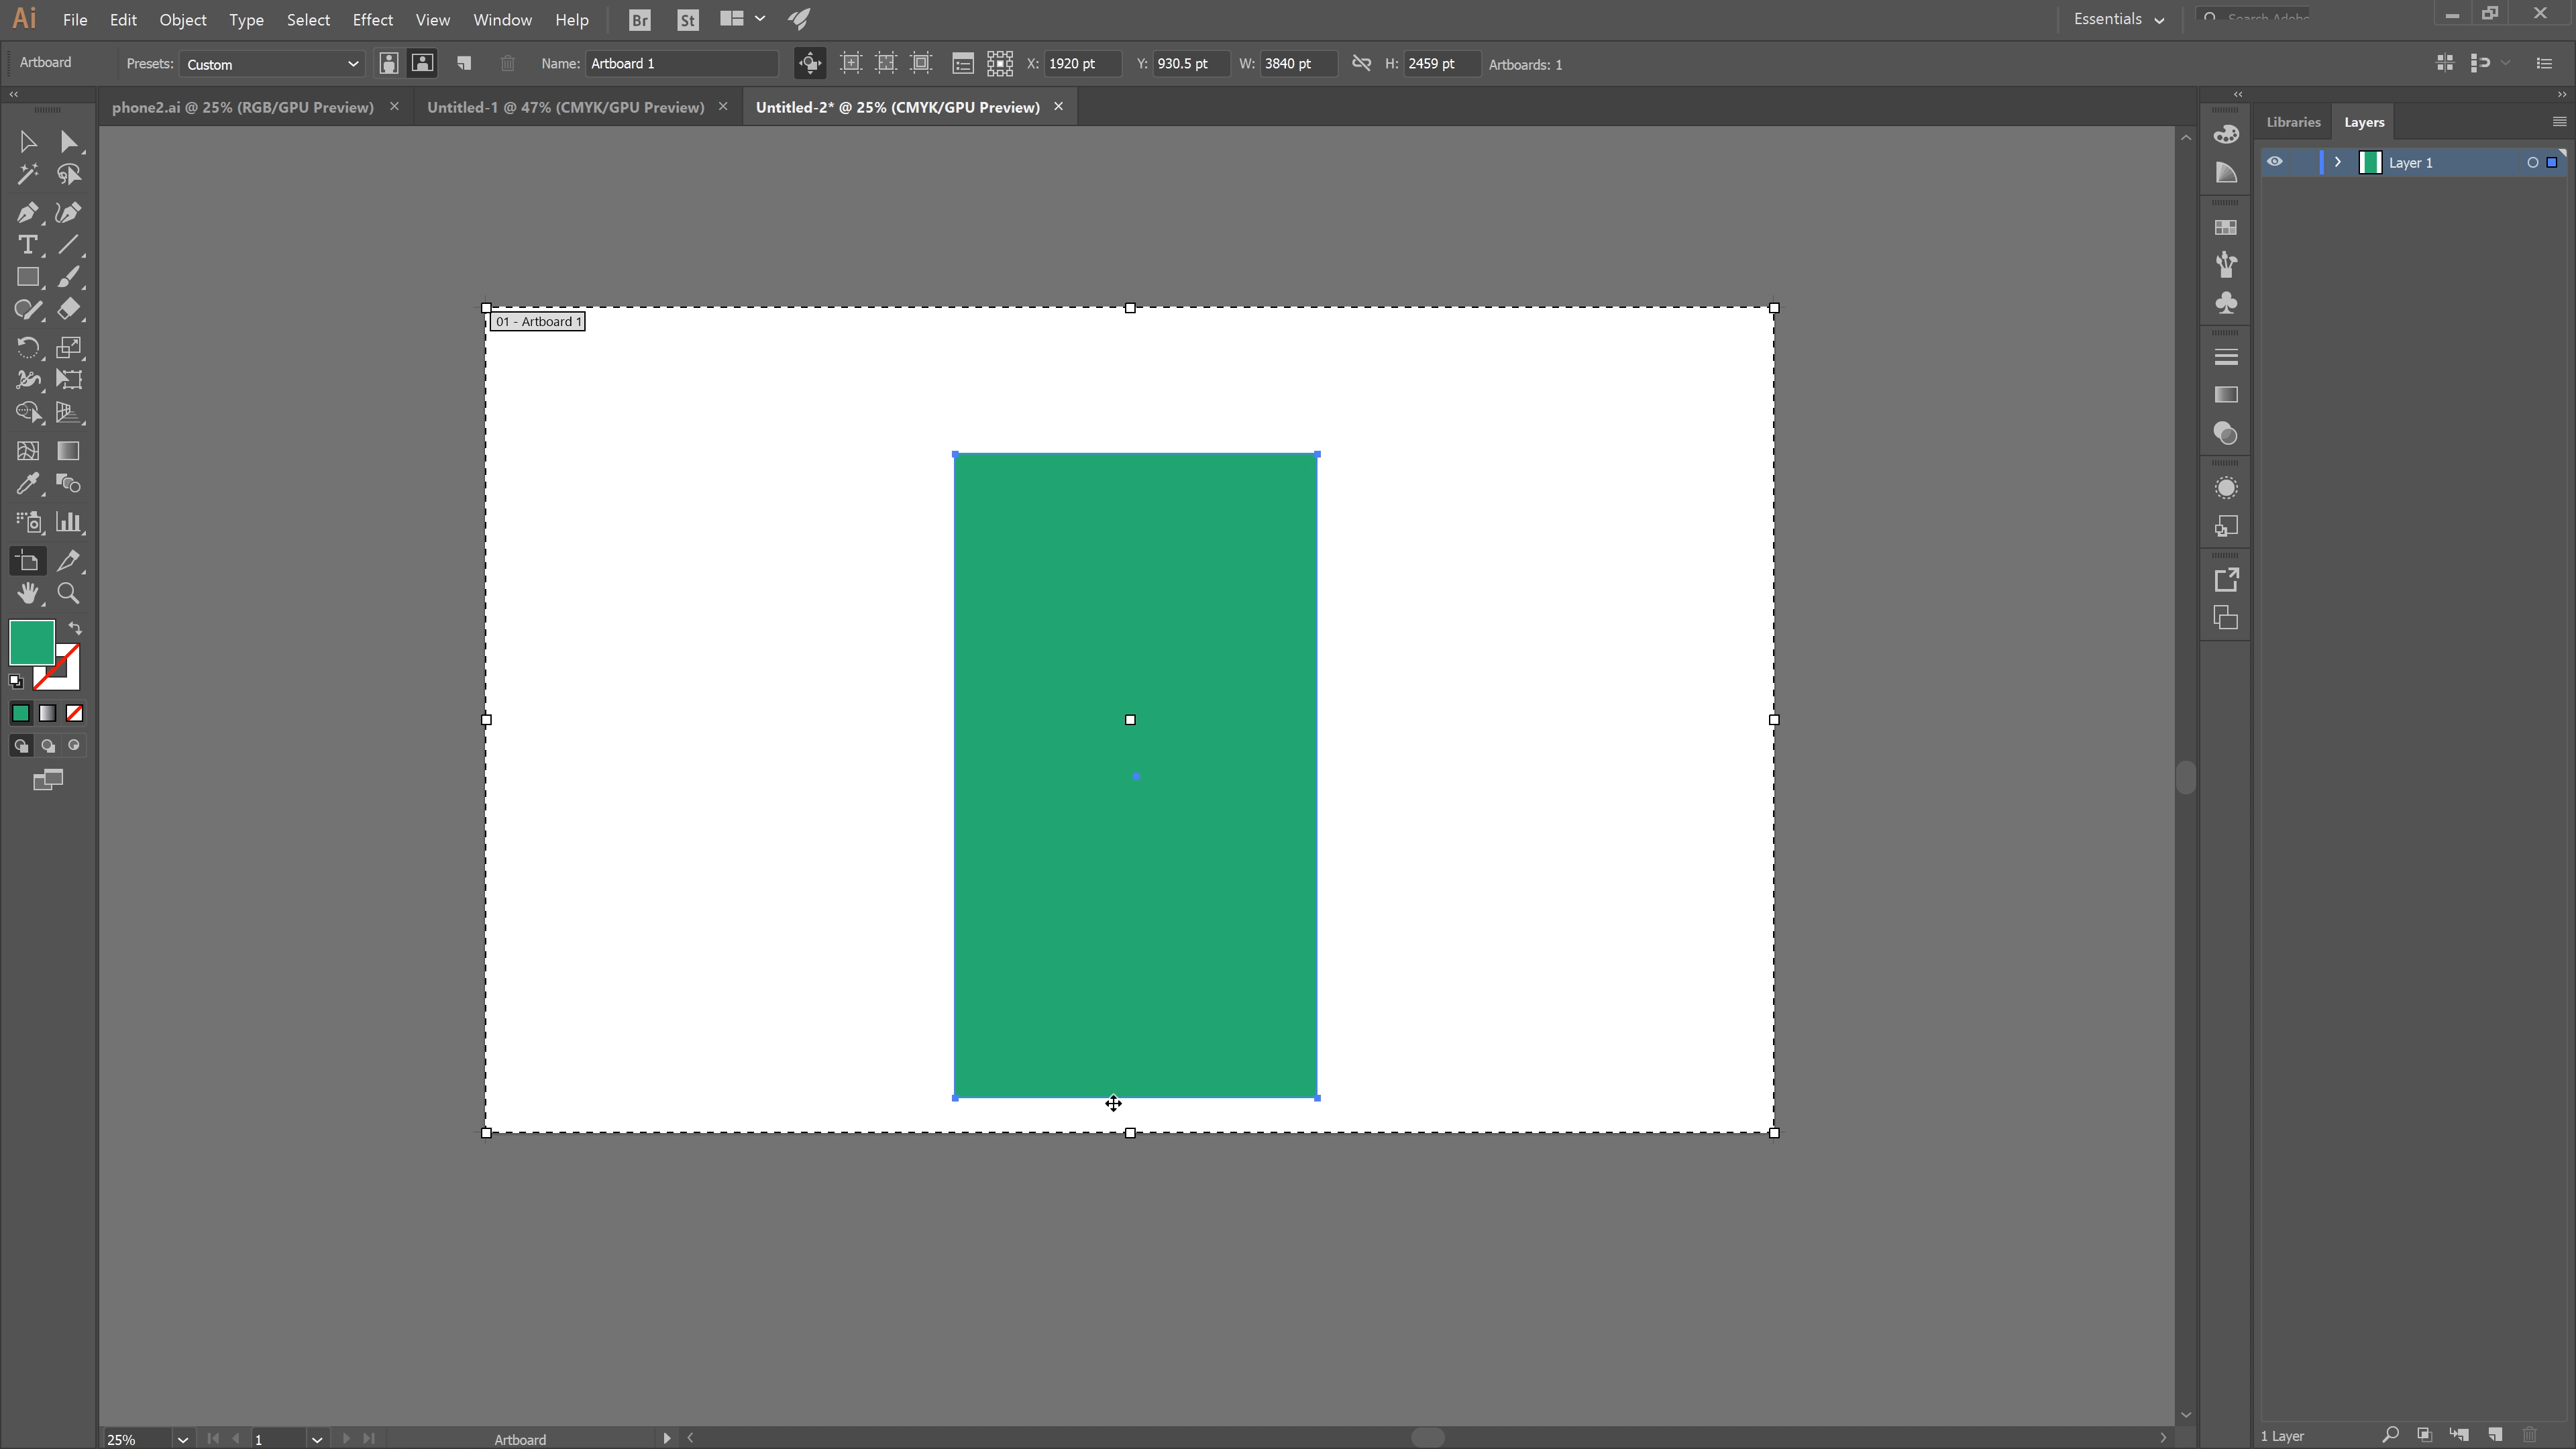 Ai File Edit Object Type Select Effect View Window Help Br St Essentials Search Adobe
Artboard Presets: Custom Name: Artboard 1 X: 1920 pt Y: 930.5 pt W: 3840 pt H: 2459 pt Artboards: 1
phone2.ai @ 25% (RGB/GPU Preview) × Untitled-1 @ 47% (CMYK/GPU Preview) × Untitled-2* @ 25% (CMYK/GPU Preview) ×
Libraries Layers
Layer 1
01 - Artboard 1
25% 1 Artboard
1 Layer